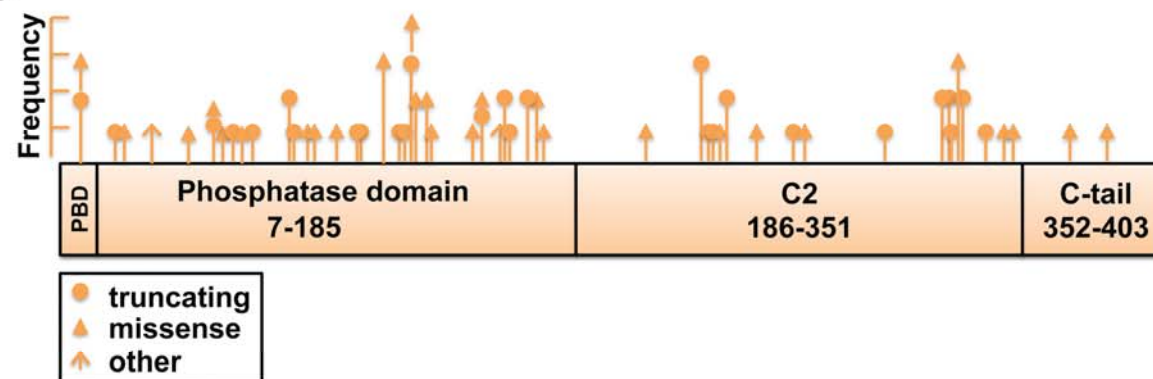 Frequency
PBD
Phosphatase domain
7-185
C2
186-351
C-tail
352-403
truncating
missense
other